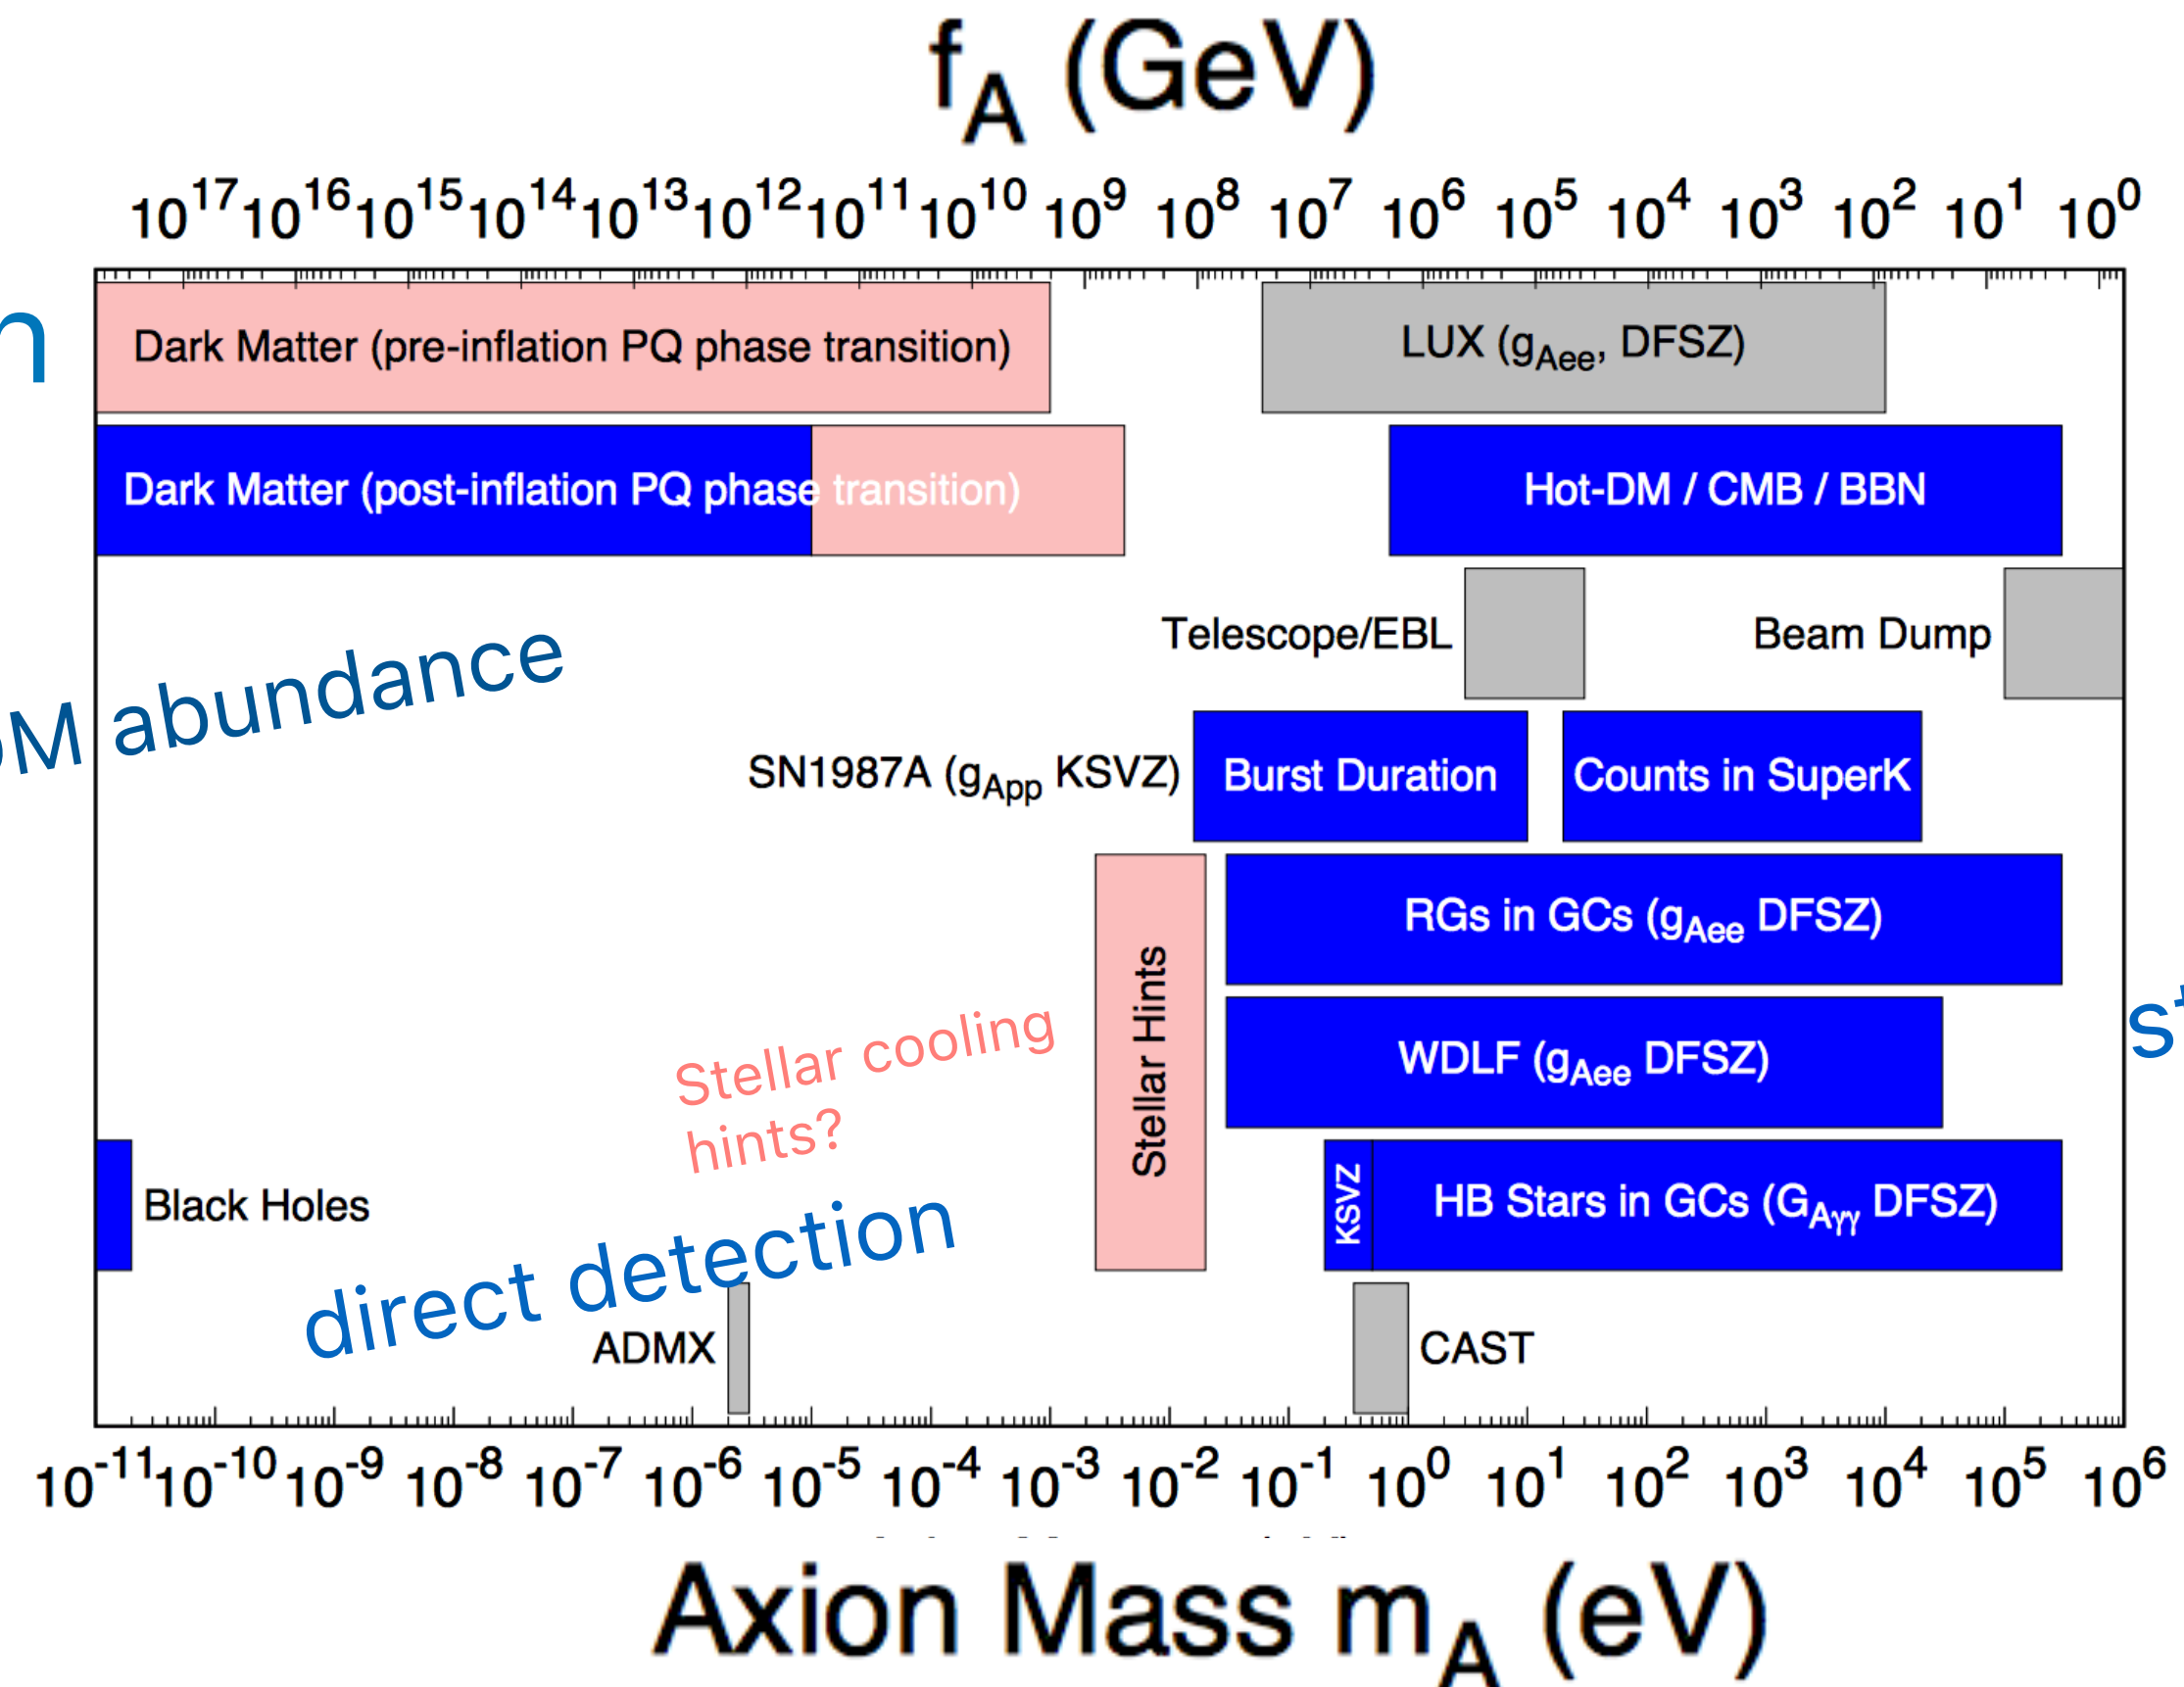 f_A (GeV)
10^17 10^16 10^15 10^14 10^13 10^12 10^11 10^10 10^9 10^8 10^7 10^6 10^5 10^4 10^3 10^2 10^1 10^0
Dark Matter (pre-inflation PQ phase transition)
LUX (g_Aee, DFSZ)
Dark Matter (post-inflation PQ phase transition)
Hot-DM / CMB / BBN
Telescope/EBL
Beam Dump
abundance
SN1987A (g_App KSVZ)
Burst Duration
Counts in SuperK
RGs in GCs (g_Aee DFSZ)
Stellar Hints
Stellar cooling
hints?
WDLF (g_Aee DFSZ)
Black Holes
KSVZ
HB Stars in GCs (G_Aγγ DFSZ)
direct detection
ADMX
CAST
10^-11 10^-10 10^-9 10^-8 10^-7 10^-6 10^-5 10^-4 10^-3 10^-2 10^-1 10^0 10^1 10^2 10^3 10^4 10^5 10^6
Axion Mass m_A (eV)